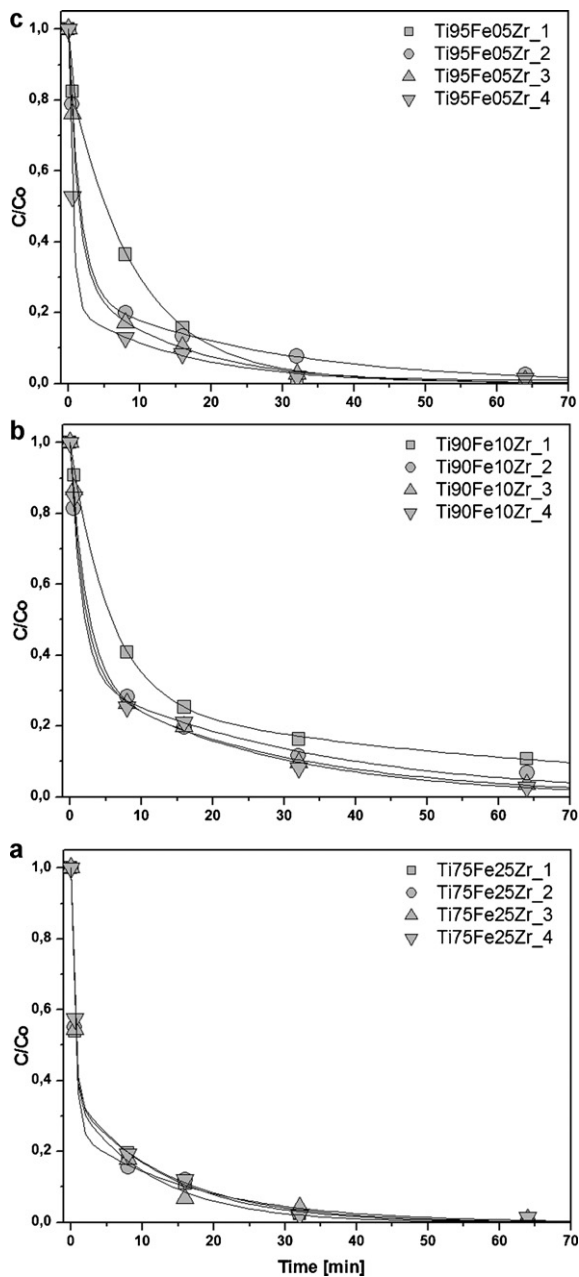 c
1,0
0,8
0,6
0,4
0,2
0,0
C/Co
Ti95Fe05Zr_1
Ti95Fe05Zr_2
Ti95Fe05Zr_3
Ti95Fe05Zr_4
0 10 20 30 40 50 60 70
b
1,0
0,8
0,6
0,4
0,2
0,0
C/Co
Ti90Fe10Zr_1
Ti90Fe10Zr_2
Ti90Fe10Zr_3
Ti90Fe10Zr_4
0 10 20 30 40 50 60 70
a
1,0
0,8
0,6
0,4
0,2
0,0
C/Co
Ti75Fe25Zr_1
Ti75Fe25Zr_2
Ti75Fe25Zr_3
Ti75Fe25Zr_4
0 10 20 30 40 50 60 70
Time [min]